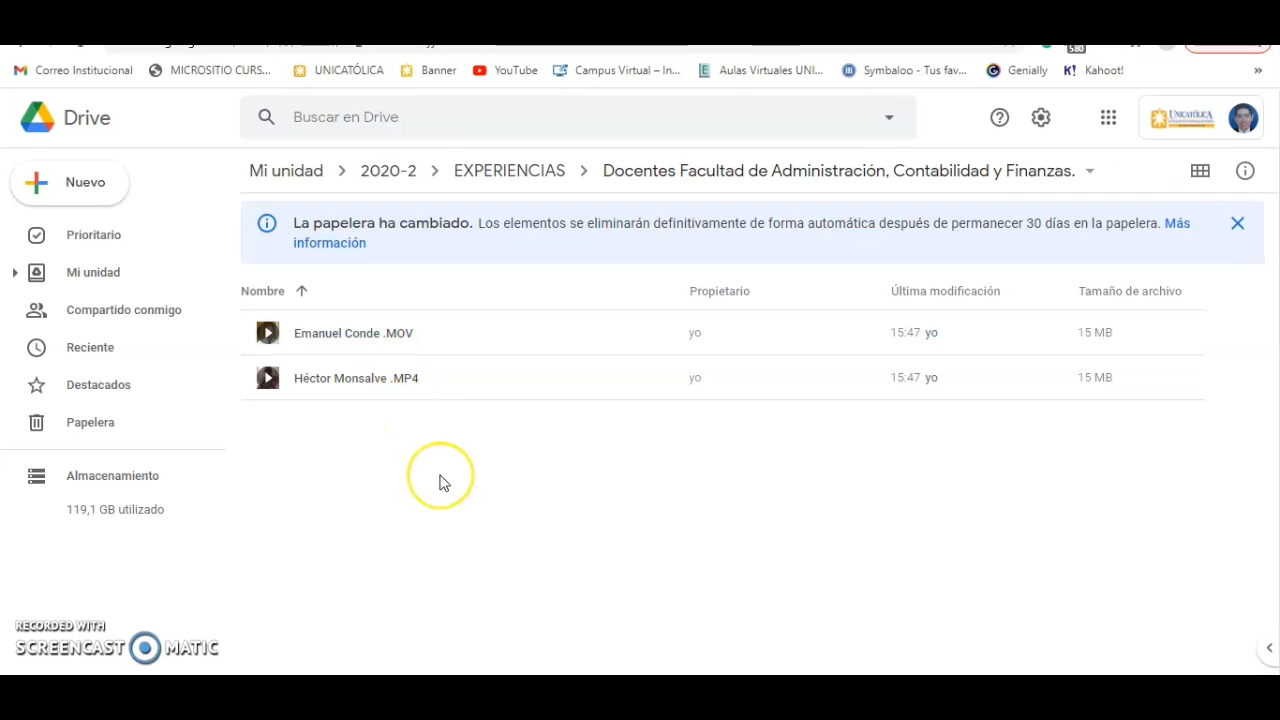 Correo Institucional MICROSITIO CURS... UNICATÓLICA Banner YouTube Campus Virtual – In... Aulas Virtuales UNI... Symbaloo - Tus fav... Genially K! Kahoot! »
Drive
Buscar en Drive
UNICATÓLICA
Nuevo
Mi unidad > 2020-2 > EXPERIENCIAS > Docentes Facultad de Administración, Contabilidad y Finanzas.
La papelera ha cambiado. Los elementos se eliminarán definitivamente de forma automática después de permanecer 30 días en la papelera. Más
información
Prioritario
Mi unidad
Compartido conmigo
Reciente
Destacados
Papelera
Almacenamiento
119,1 GB utilizado
Nombre Propietario Última modificación Tamaño de archivo
Emanuel Conde .MOV yo 15:47 yo 15 MB
Héctor Monsalve .MP4 yo 15:47 yo 15 MB
RECORDED WITH
SCREENCAST MATIC